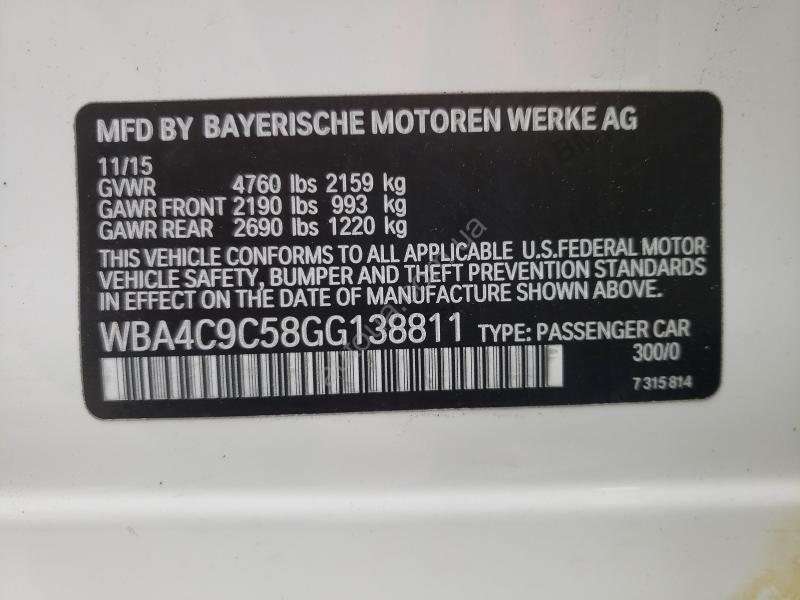 MFD BY BAYERISCHE MOTOREN WERKE AG
11/15
GVWR 4760 lbs 2159 kg
GAWR FRONT 2190 lbs 993 kg
GAWR REAR 2690 lbs 1220 kg
THIS VEHICLE CONFORMS TO ALL APPLICABLE U.S.FEDERAL MOTOR
VEHICLE SAFETY, BUMPER AND THEFT PREVENTION STANDARDS
IN EFFECT ON THE DATE OF MANUFACTURE SHOWN ABOVE.
WBA4C9C58GG138811 TYPE: PASSENGER CAR
300/0
7 315 814